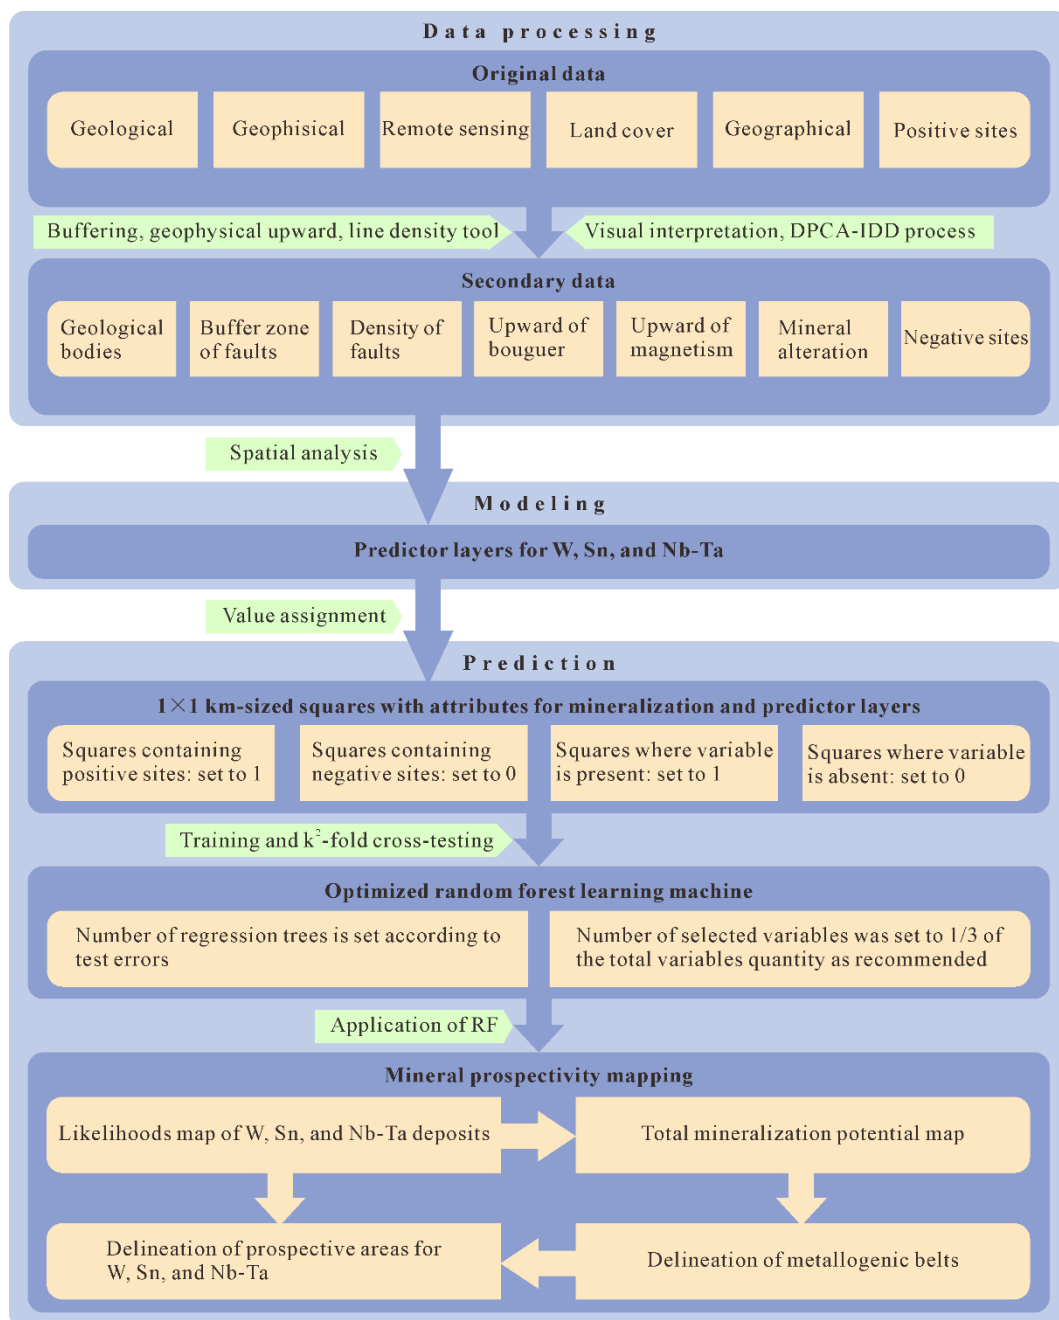 Data processing
Original data
Geological
Geophisical
Remote sensing
Land cover
Geographical
Positive sites
Buffering, geophysical upward, line density tool
Visual interpretation, DPCA-IDD process
Secondary data
Geological
bodies
Buffer zone
of faults
Density of
faults
Upward of
bouguer
Upward of
magnetism
Mineral
alteration
Negative sites
Spatial analysis
Modeling
Predictor layers for W, Sn, and Nb-Ta
Value assignment
Prediction
1×1 km-sized squares with attributes for mineralization and predictor layers
Squares containing
positive sites: set to 1
Squares containing
negative sites: set to 0
Squares where variable
is present: set to 1
Squares where variable
is absent: set to 0
Training and k²-fold cross-testing
Optimized random forest learning machine
Number of regression trees is set according to
test errors
Number of selected variables was set to 1/3 of
the total variables quantity as recommended
Application of RF
Mineral prospectivity mapping
Likelihoods map of W, Sn, and Nb-Ta deposits
Total mineralization potential map
Delineation of prospective areas for
W, Sn, and Nb-Ta
Delineation of metallogenic belts